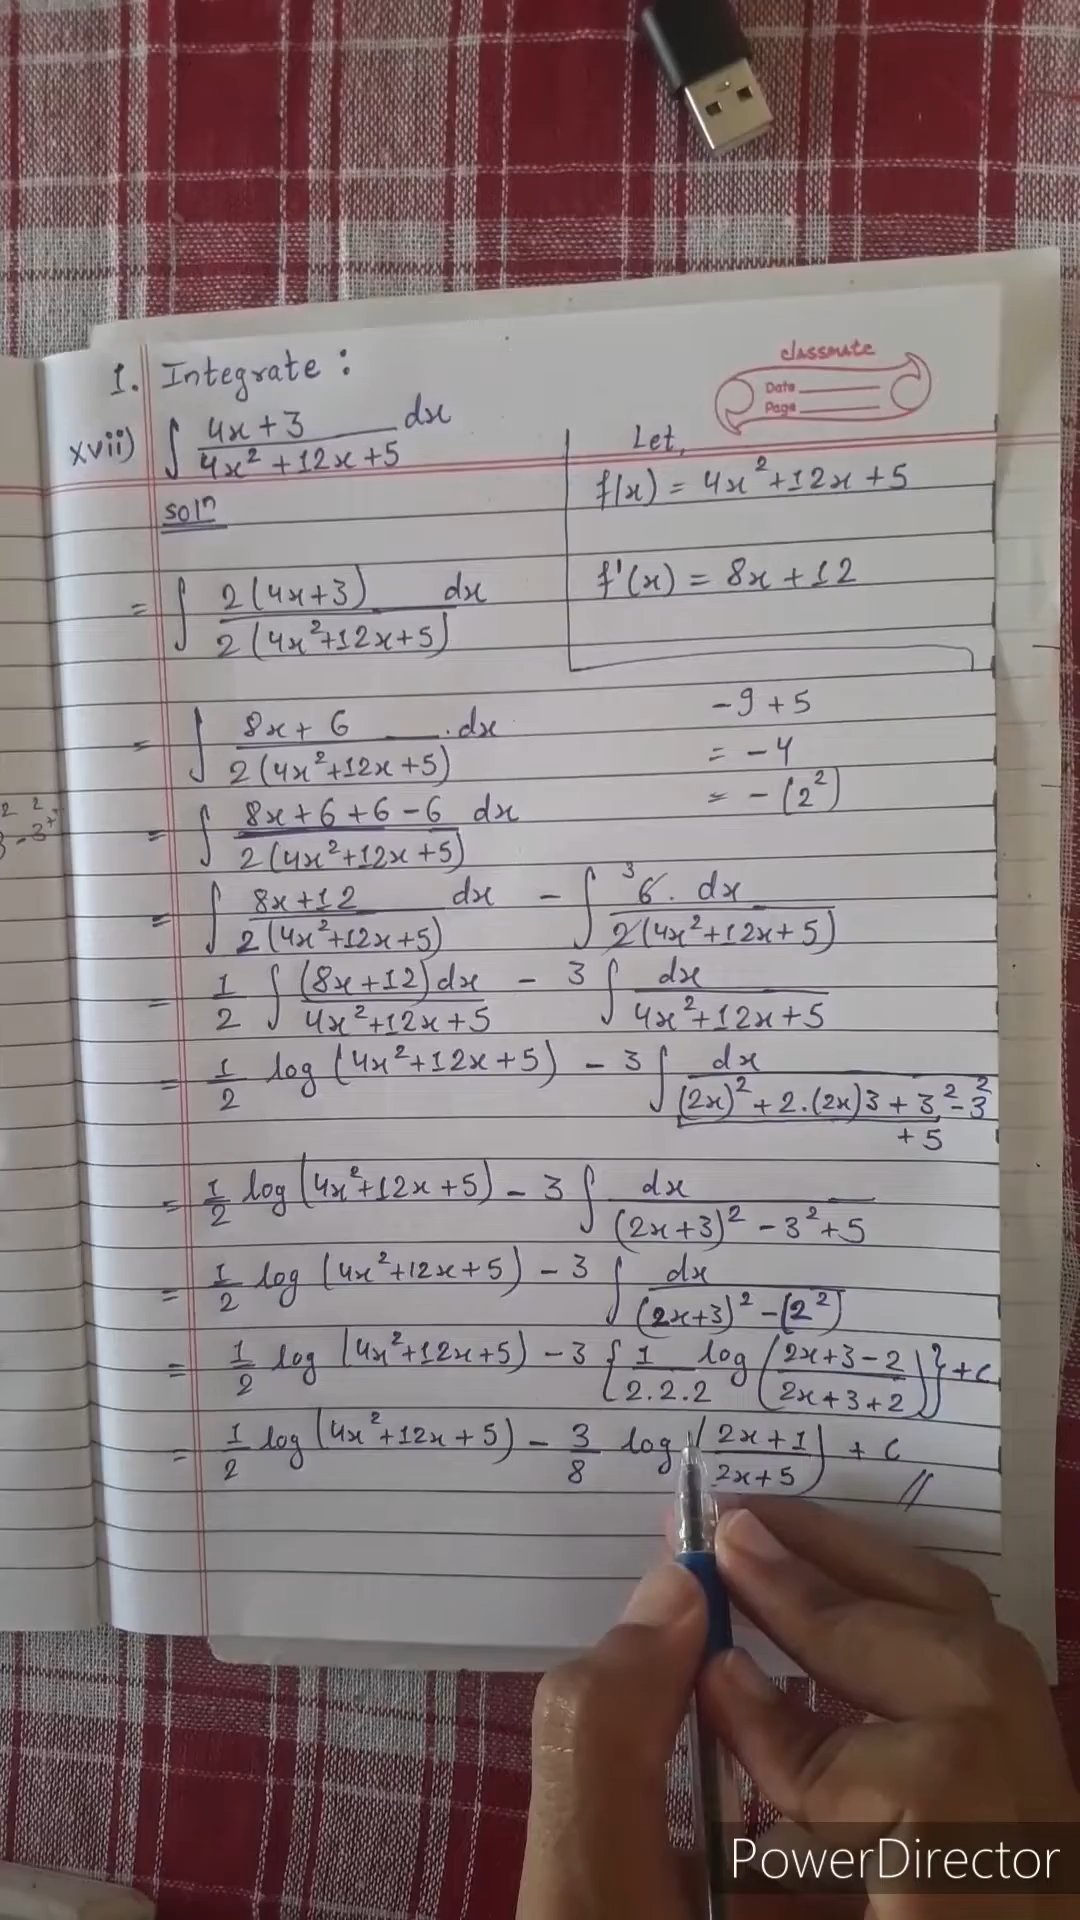 classmate
Date
Page
1. Integrate :
xvii) ∫ (4x + 3)/(4x² + 12x + 5) dx
Let,
f(x) = 4x² + 12x + 5
f'(x) = 8x + 12
solⁿ
= ∫ 2(4x+3)/2(4x²+12x+5) dx
= ∫ (8x + 6)/2(4x²+12x+5) . dx
-9 + 5
= -4
= -(2²)
= ∫ (8x + 6 + 6 - 6)/2(4x²+12x+5) dx
= ∫ (8x+12)/2(4x²+12x+5) dx - ∫ 3 6. dx/2(4x²+12x+5)
= 1/2 ∫ (8x+12)dx/(4x²+12x+5) - 3 ∫ dx/(4x²+12x+5)
= 1/2 log (4x²+12x+5) - 3 ∫ dx/((2x)² + 2.(2x)3 + 3² - 3² + 5)
= 1/2 log (4x²+12x+5) - 3 ∫ dx/((2x+3)² - 3² + 5)
= 1/2 log (4x²+12x+5) - 3 ∫ dx/((2x+3)² - (2²))
= 1/2 log (4x²+12x+5) - 3 { 1/2.2.2 log ((2x+3-2)/(2x+3+2)) } + c
= 1/2 log (4x²+12x+5) - 3/8 log ((2x+1)/(2x+5)) + c //
PowerDirector